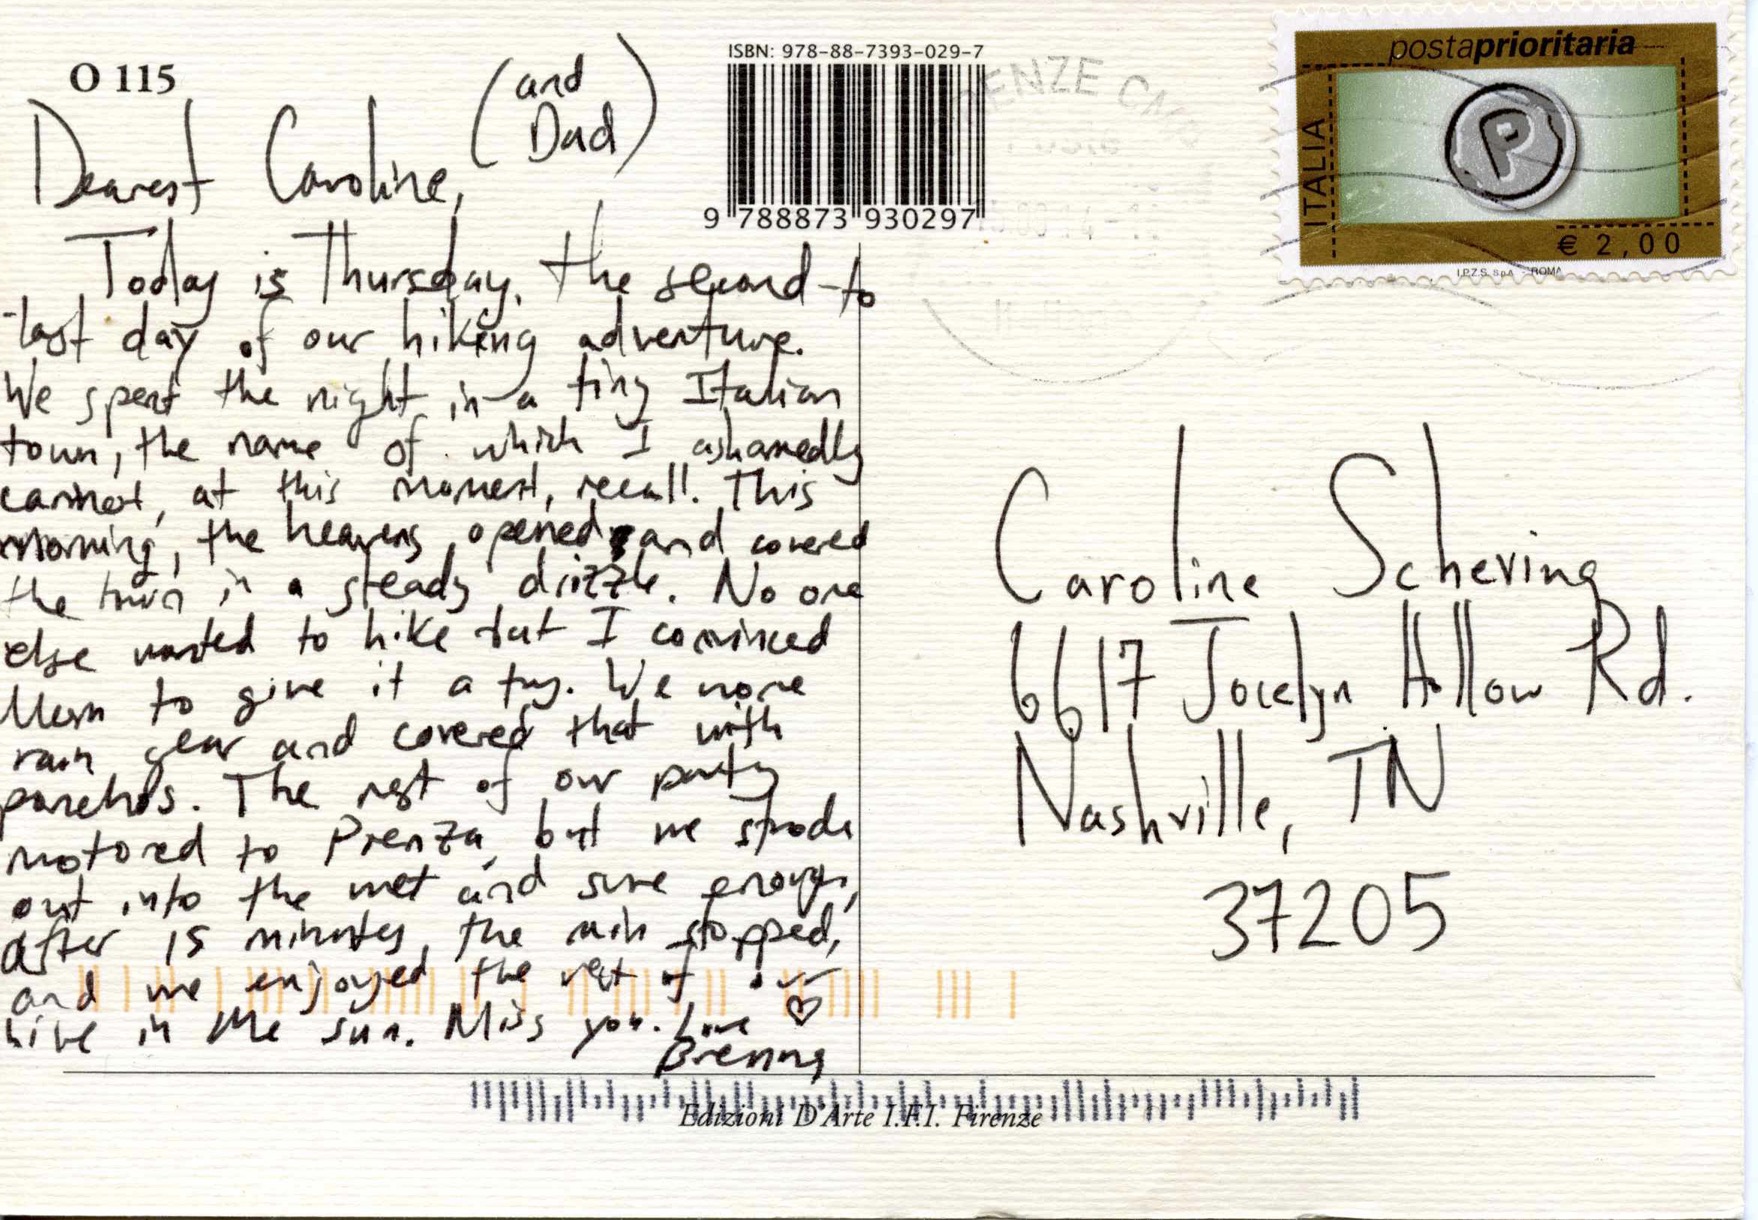 O 115
ISBN: 978-88-7393-029-7
9 788873 930297
ENZE CMP
postaprioritaria
ITALIA
P
€ 2,00
I.P.Z.S. S.p.A. - ROMA
Dearest Caroline, (and Dad)
Today is Thursday, the second-to
-last day of our hiking adventure.
We spent the night in a tiny Italian
town, the name of which I ashamedly
cannot, at this moment, recall. This
morning, the heavens opened and covered
the town in a steady drizzle. No one
else wanted to hike but I convinced
Mom to give it a try. We wore
rain gear and covered that with
ponchos. The rest of our party
motored to Pienza, but we strode
out into the wet and sure enough,
after 15 minutes, the rain stopped,
and we enjoyed the rest of our
hike in the sun. Miss you. Love ♡
Brenna
Caroline Schering
6617 Jocelyn Hollow Rd.
Nashville, TN
37205
Edizioni D'Arte I.F.I. Firenze